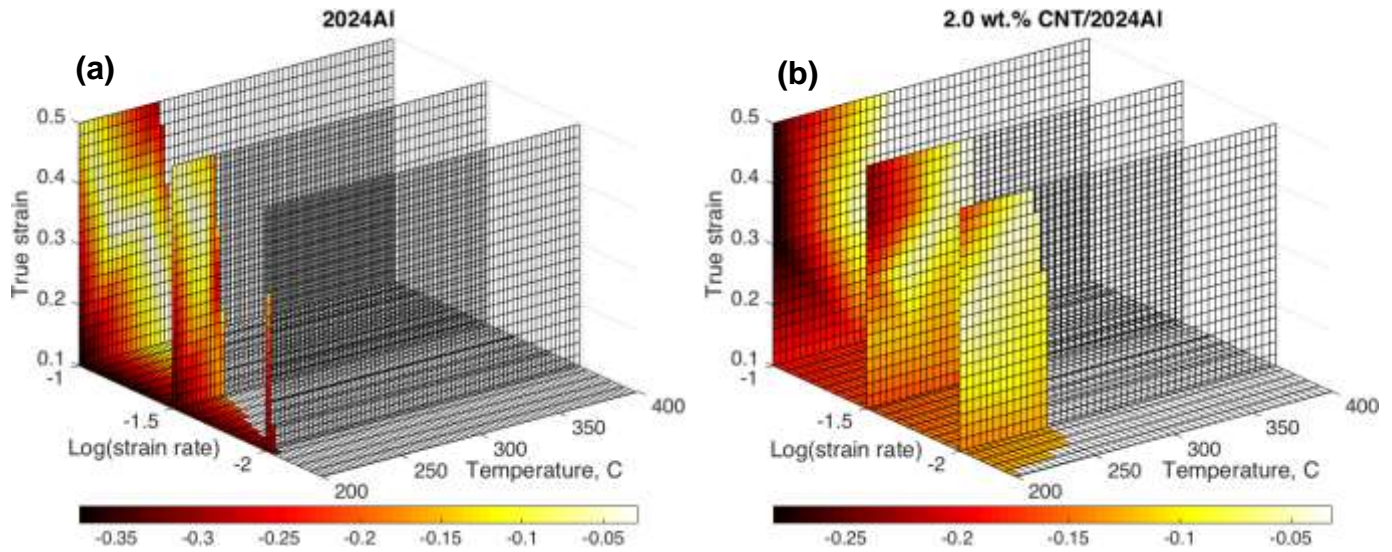 2024Al
(a)
0.5
0.4
0.3
0.2
0.1
True strain
-1
-1.5
-2
Log(strain rate)
200
250
300
350
400
Temperature, C
-0.35 -0.3 -0.25 -0.2 -0.15 -0.1 -0.05
2.0 wt.% CNT/2024Al
(b)
0.5
0.4
0.3
0.2
0.1
True strain
-1
-1.5
-2
Log(strain rate)
200
250
300
350
400
Temperature, C
-0.25 -0.2 -0.15 -0.1 -0.05